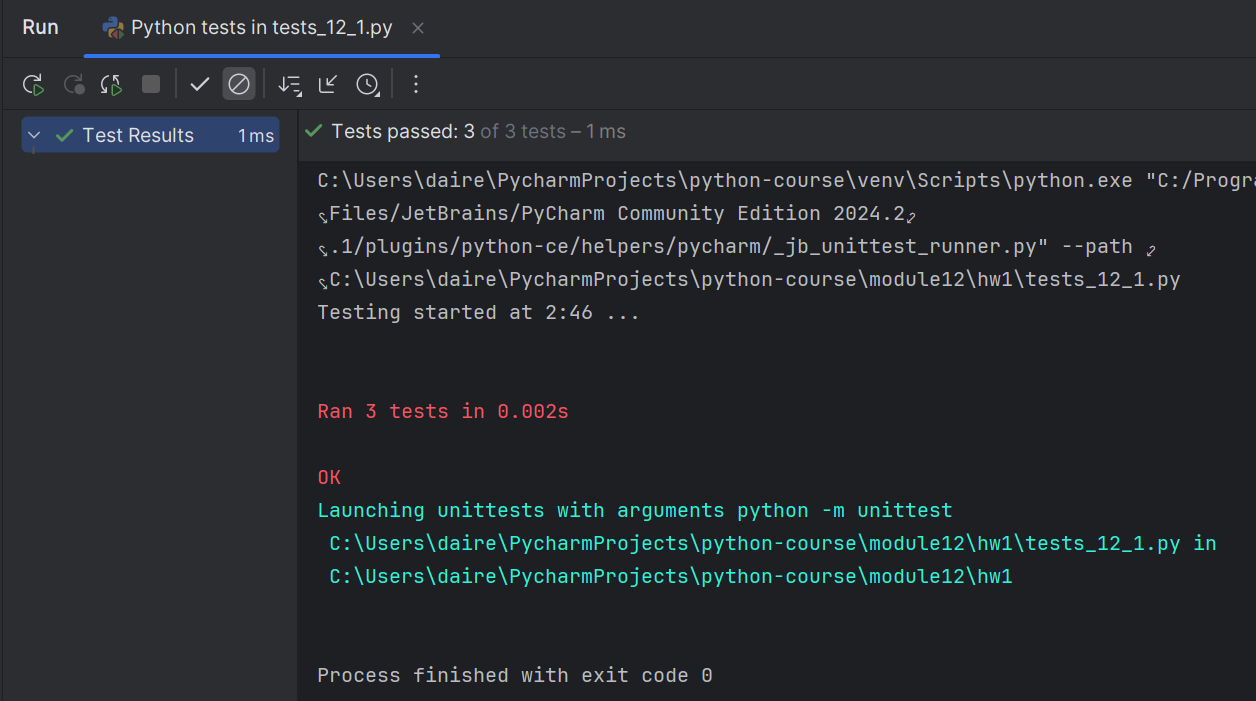 Run
Python tests in tests_12_1.py
Test Results 1 ms
Tests passed: 3 of 3 tests – 1 ms
C:\Users\daire\PycharmProjects\python-course\venv\Scripts\python.exe "C:/Progra
Files/JetBrains/PyCharm Community Edition 2024.2
.1/plugins/python-ce/helpers/pycharm/_jb_unittest_runner.py" --path
C:\Users\daire\PycharmProjects\python-course\module12\hw1\tests_12_1.py
Testing started at 2:46 ...
Ran 3 tests in 0.002s
OK
Launching unittests with arguments python -m unittest
C:\Users\daire\PycharmProjects\python-course\module12\hw1\tests_12_1.py in
C:\Users\daire\PycharmProjects\python-course\module12\hw1
Process finished with exit code 0